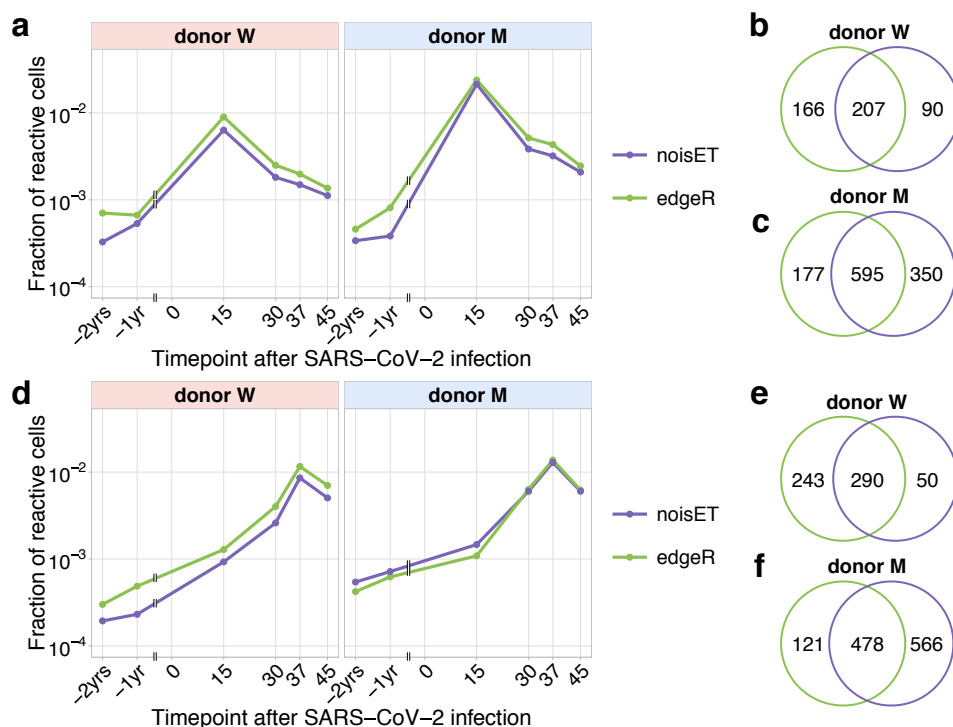 a
donor W
donor M
Fraction of reactive cells
10−2
10−3
10−4
−2yrs
−1yr
0
15
30
37
45
−2yrs
−1yr
0
15
30
37
45
Timepoint after SARS−CoV−2 infection
noisET
edgeR
b
donor W
166
207
90
c
donor M
177
595
350
d
donor W
donor M
Fraction of reactive cells
10−2
10−3
10−4
−2yrs
−1yr
0
15
30
37
45
−2yrs
−1yr
0
15
30
37
45
Timepoint after SARS−CoV−2 infection
noisET
edgeR
e
donor W
243
290
50
f
donor M
121
478
566